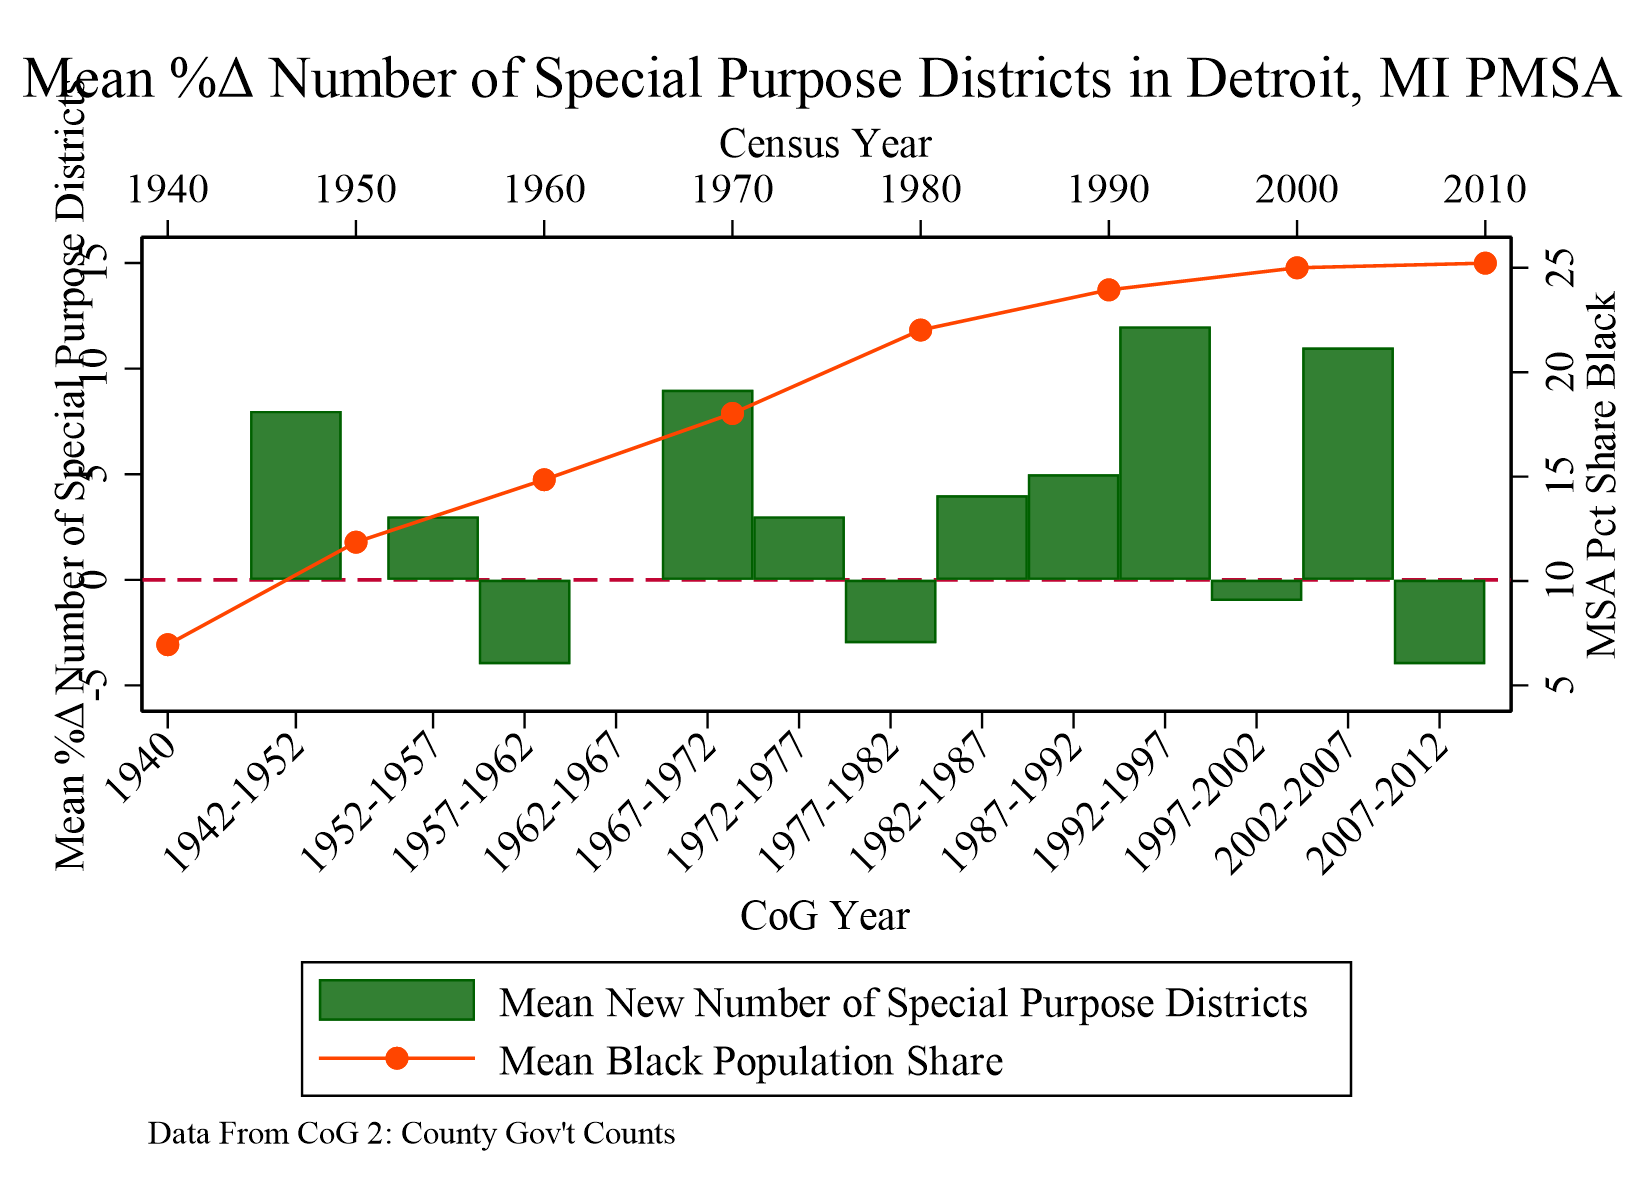 Mean %Δ Number of Special Purpose Districts in Detroit, MI PMSA
Census Year
1940 1950 1960 1970 1980 1990 2000 2010
Mean %Δ Number of Special Purpose Districts
15
10
5
0
-5
25
20
15
10
5
MSA Pct Share Black
1940 1942-1952 1952-1957 1957-1962 1962-1967 1967-1972 1972-1977 1977-1982 1982-1987 1987-1992 1992-1997 1997-2002 2002-2007 2007-2012
CoG Year
Mean New Number of Special Purpose Districts
Mean Black Population Share
Data From CoG 2: County Gov't Counts